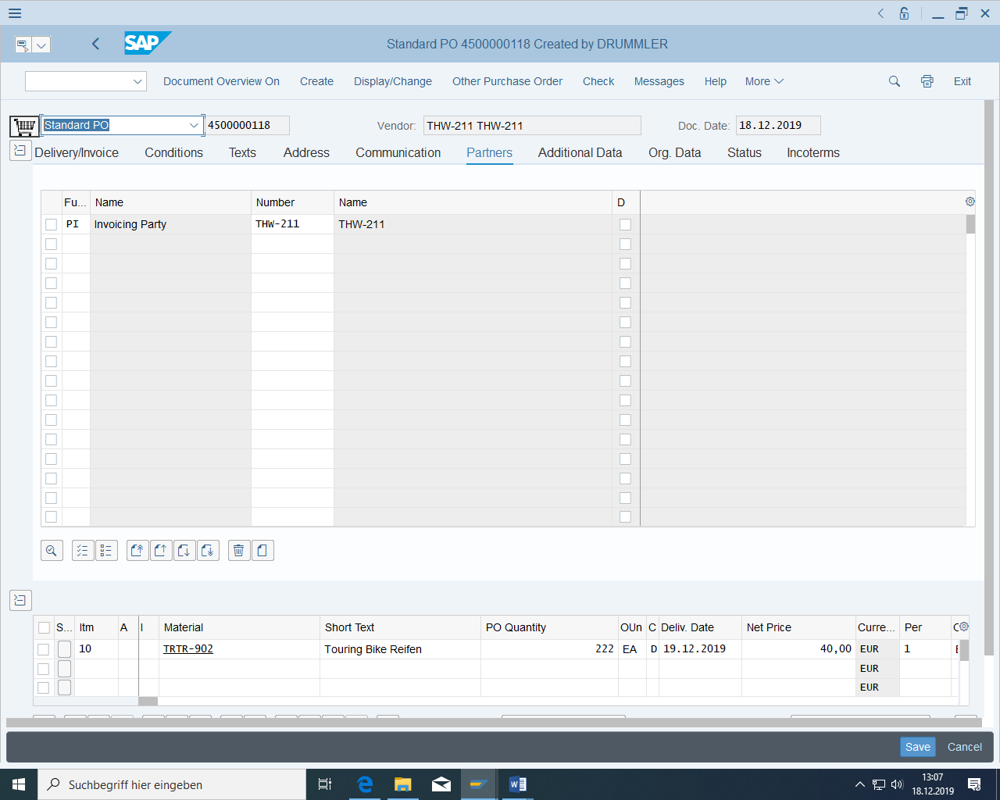 SAP
Standard PO 4500000118 Created by DRUMMLER
Document Overview On Create Display/Change Other Purchase Order Check Messages Help More Exit
Standard PO 4500000118 Vendor: THW-211 THW-211 Doc. Date: 18.12.2019
Delivery/Invoice Conditions Texts Address Communication Partners Additional Data Org. Data Status Incoterms
Fu... Name Number Name D
PI Invoicing Party THW-211 THW-211
S... Itm A I Material Short Text PO Quantity OUn C Deliv. Date Net Price Curre... Per
10 TRTR-902 Touring Bike Reifen 222 EA D 19.12.2019 40,00 EUR 1
EUR
EUR
Save Cancel
Suchbegriff hier eingeben
13:07
18.12.2019